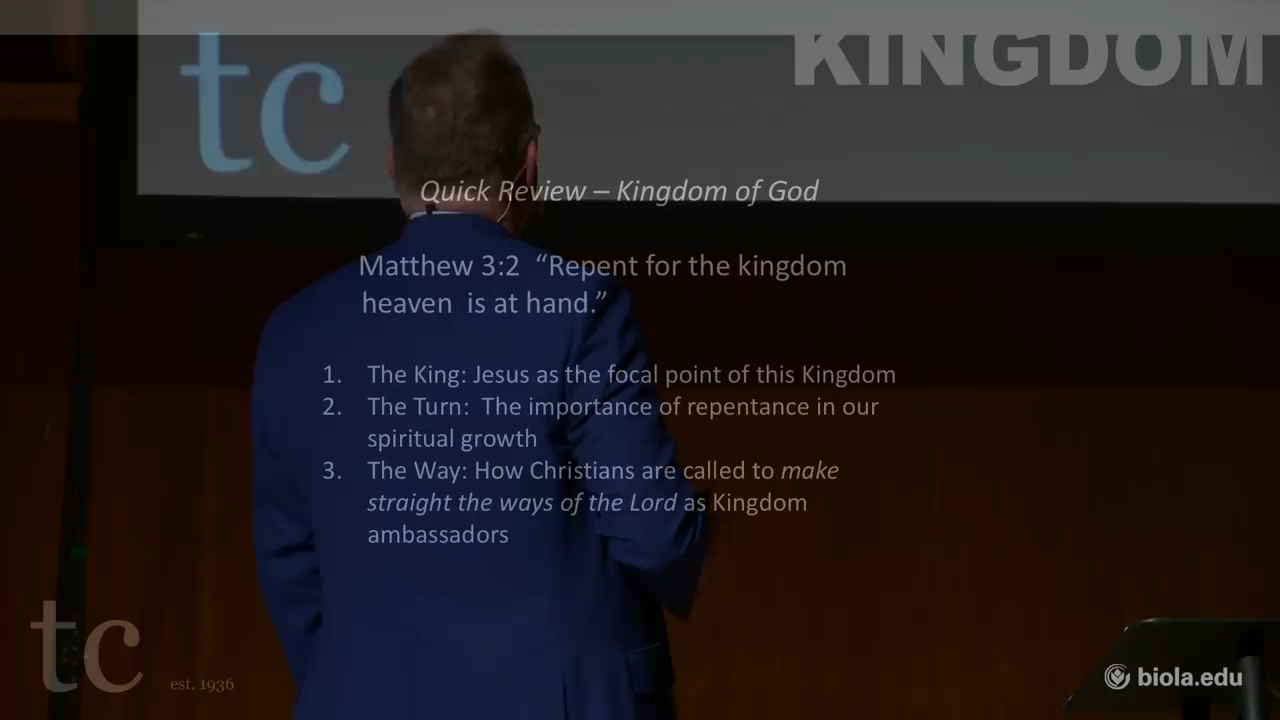 tc
KINGDOM
Quick Review – Kingdom of God
Matthew 3:2 “Repent for the kingdom
heaven is at hand.”
1. The King: Jesus as the focal point of this Kingdom
2. The Turn: The importance of repentance in our
spiritual growth
3. The Way: How Christians are called to make
straight the ways of the Lord as Kingdom
ambassadors
tc
est. 1936
biola.edu